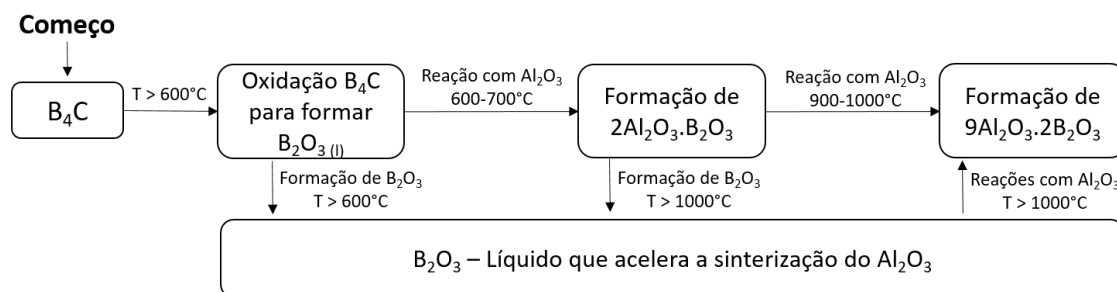 Começo
B₄C
T > 600°C
Oxidação B₄C
para formar
B₂O₃ (l)
Reação com Al₂O₃
600-700°C
Formação de
2Al₂O₃.B₂O₃
Reação com Al₂O₃
900-1000°C
Formação de
9Al₂O₃.2B₂O₃
Formação de B₂O₃
T > 600°C
Formação de B₂O₃
T > 1000°C
Reações com Al₂O₃
T > 1000°C
B₂O₃ – Líquido que acelera a sinterização do Al₂O₃